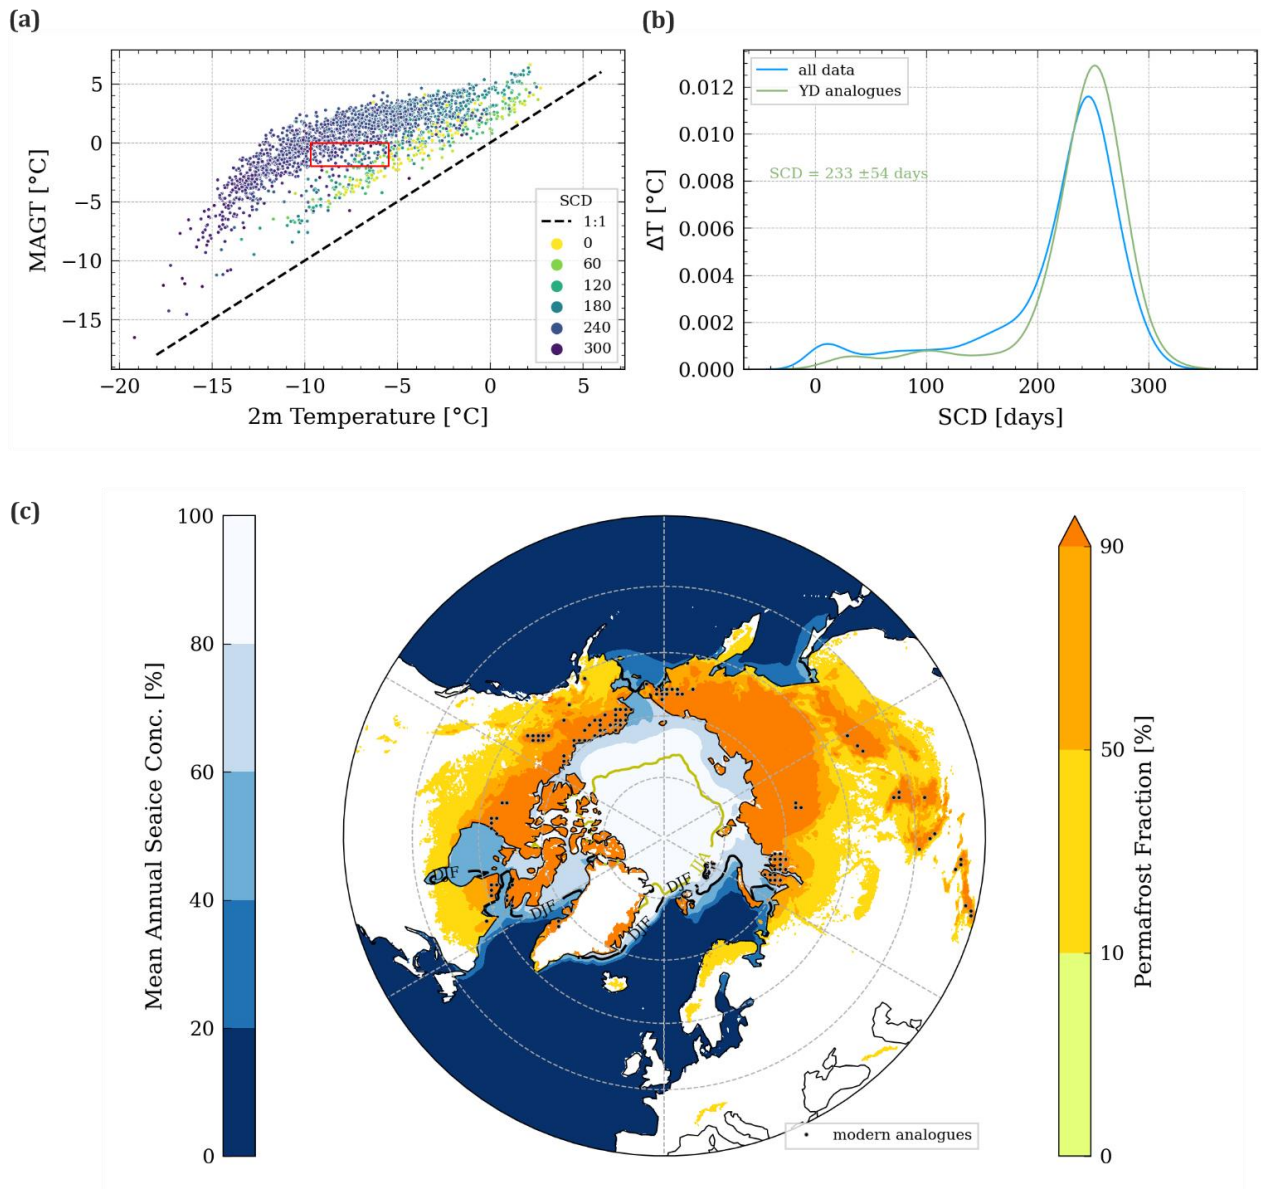 (a)
MAGT [°C]
5
0
−5
−10
−15
−20
−15
−10
−5
0
5
2m Temperature [°C]
SCD
1:1
0
60
120
180
240
300
(b)
ΔT [°C]
0.012
0.010
0.008
0.006
0.004
0.002
0.000
0
100
200
300
SCD [days]
all data
YD analogues
SCD = 233 ±54 days
(c)
Mean Annual Seaice Conc. [%]
100
80
60
40
20
0
DJF
DJF
DJF
DJF
JJA
modern analogues
90
50
10
0
Permafrost Fraction [%]